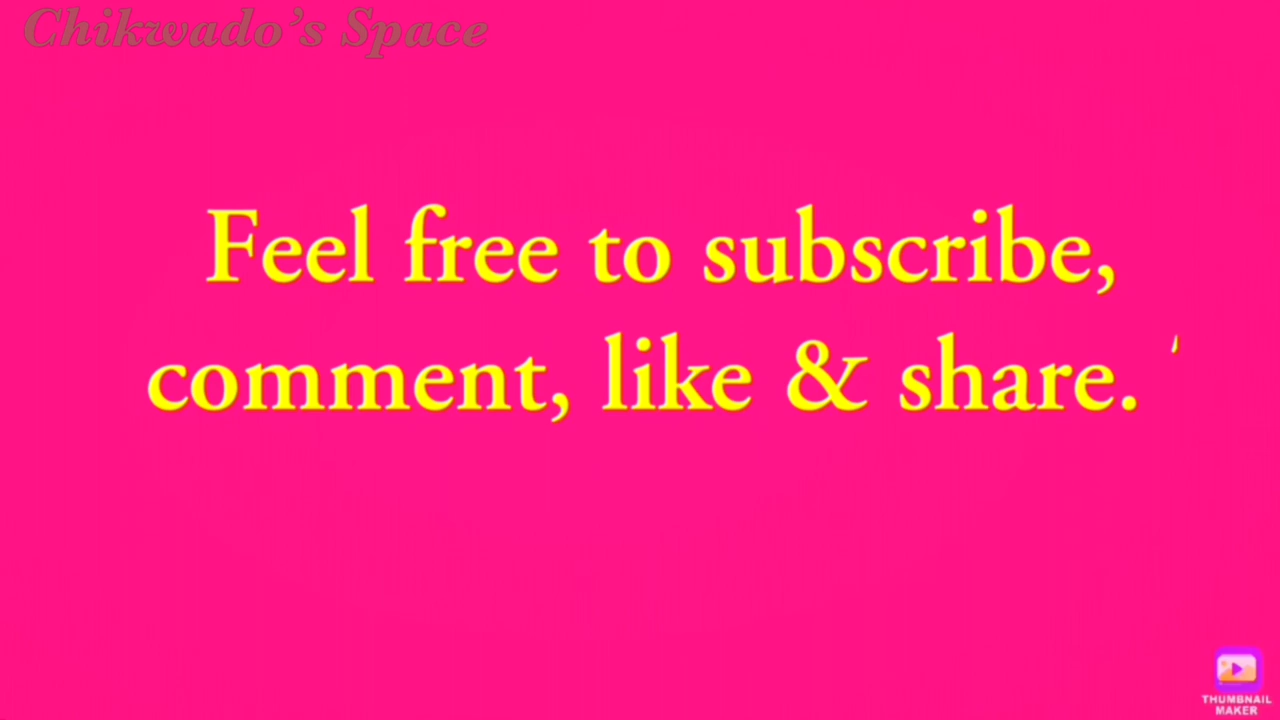 Chikwado's Space
Feel free to subscribe,
comment, like & share.
THUMBNAIL
MAKER